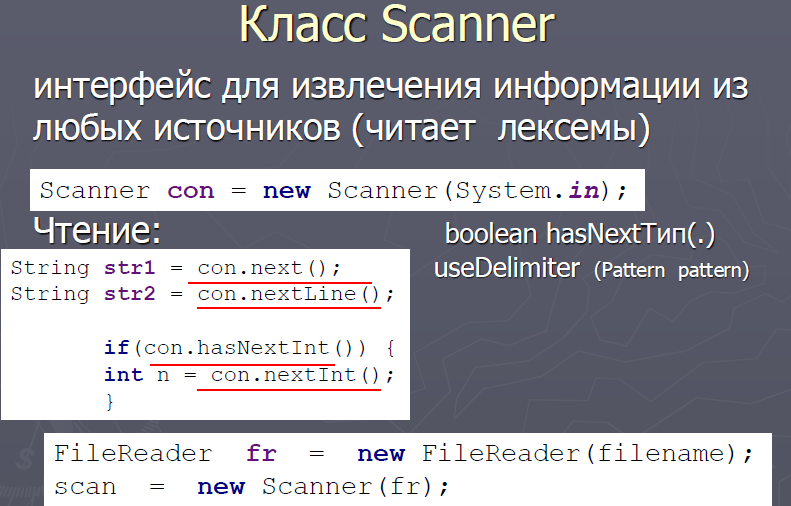 Класс Scanner
интерфейс для извлечения информации из
любых источников (читает лексемы)
Scanner con = new Scanner(System.in);
Чтение:
String str1 = con.next();
String str2 = con.nextLine();
if(con.hasNextInt()) {
int n = con.nextInt();
}
boolean hasNextТип(.)
useDelimiter (Pattern pattern)
FileReader fr = new FileReader(filename);
scan = new Scanner(fr);